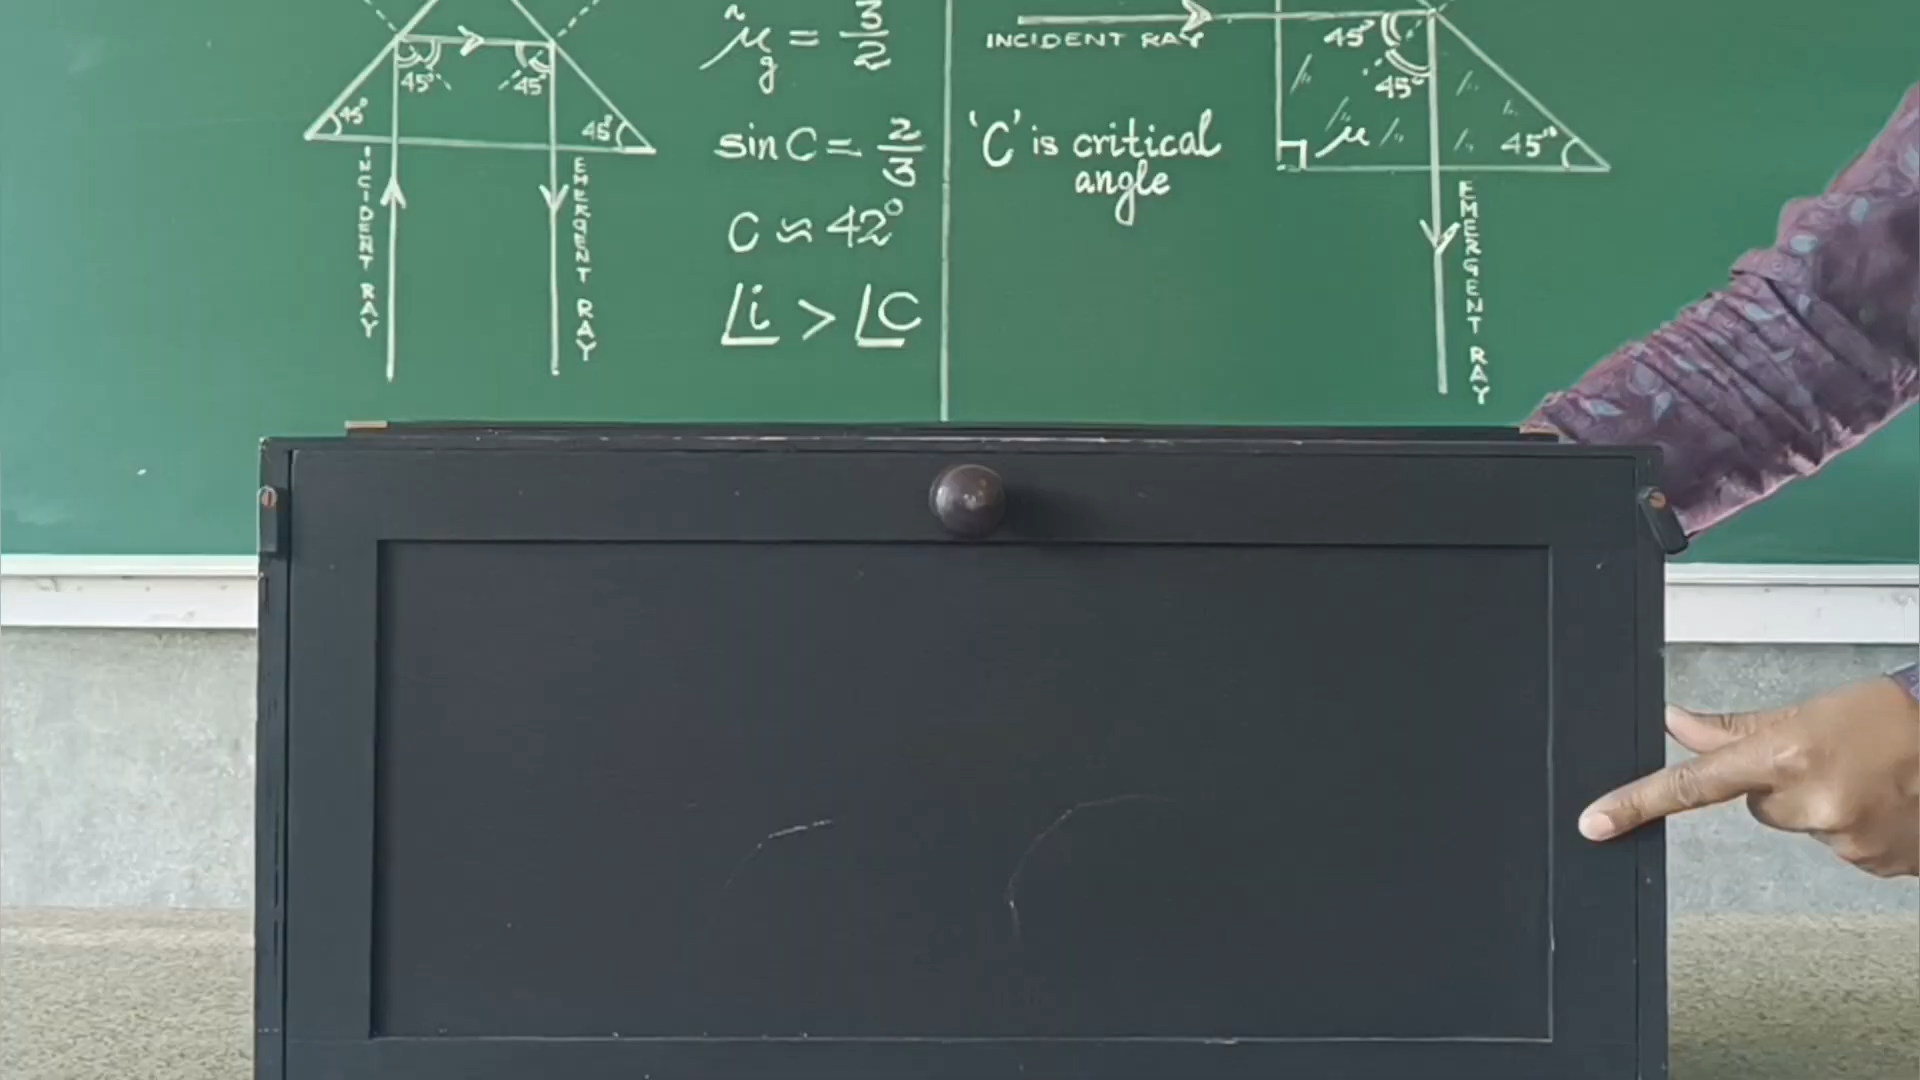 45° 45°
45° 45°
INCIDENT RAY
EMERGENT RAY
μ = 3/2
g
sin C = 2/3
C ≈ 42°
∠i > ∠C
INCIDENT RAY
45°
45°
'C' is critical
angle
μ
45°
EMERGENT RAY